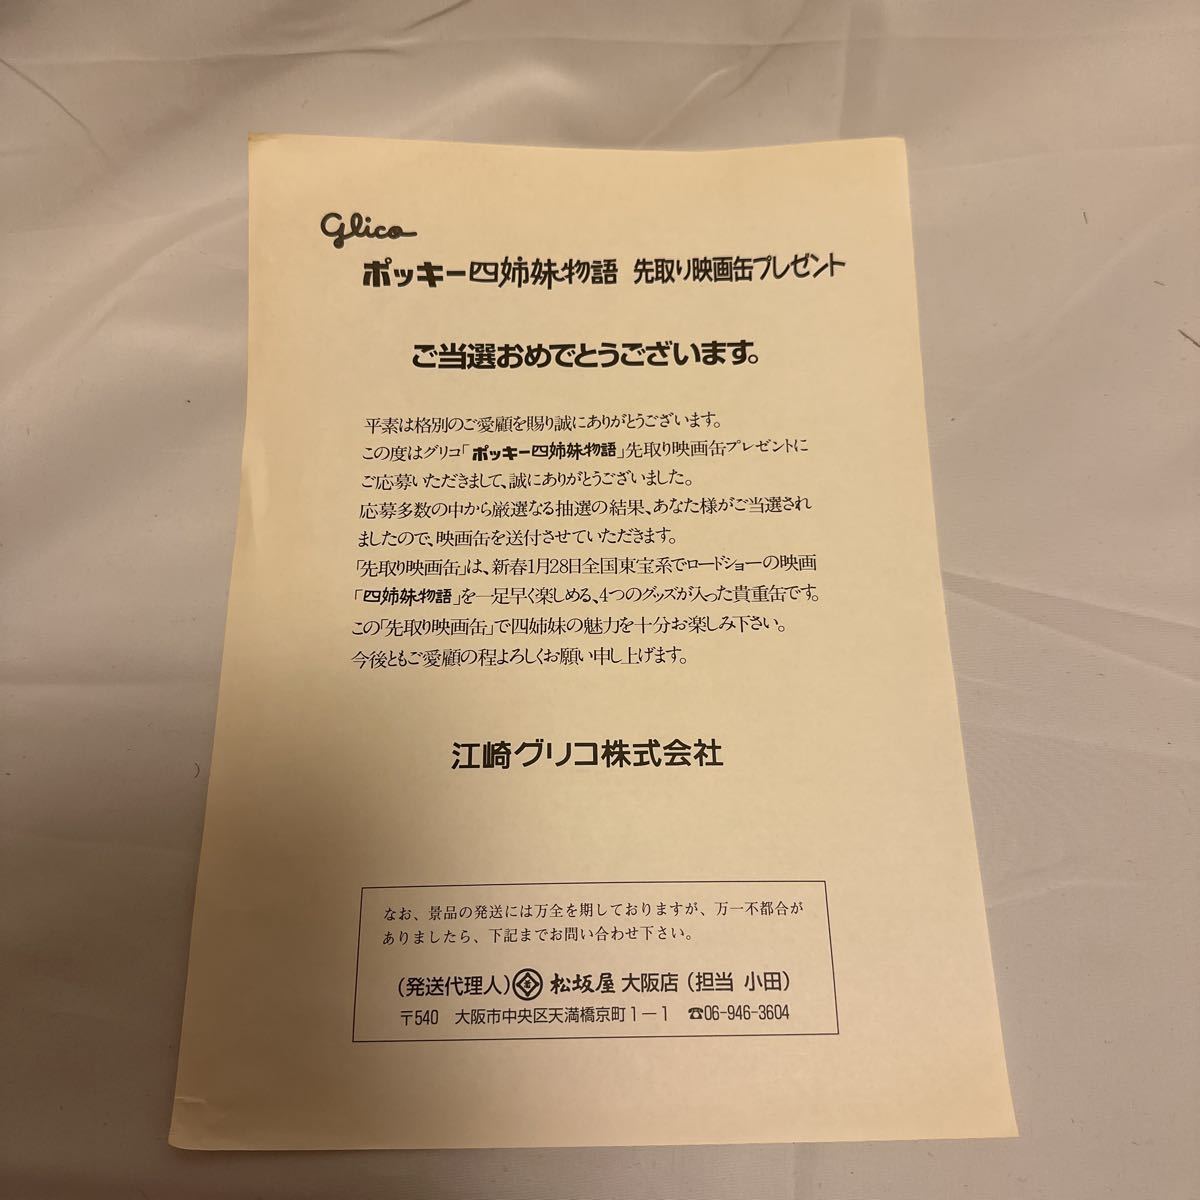 glico
ポッキー四姉妹物語 先取り映画缶プレゼント
ご当選おめでとうございます。
平素は格別のご愛顧を賜り誠にありがとうございます。
この度はグリコ「ポッキー四姉妹物語」先取り映画缶プレゼントに
ご応募いただきまして、誠にありがとうございました。
応募多数の中から厳選なる抽選の結果、あなた様がご当選され
ましたので、映画缶を送付させていただきます。
「先取り映画缶」は、新春1月28日全国東宝系でロードショーの映画
「四姉妹物語」を一足早く楽しめる、4つのグッズが入った貴重缶です。
この「先取り映画缶」で四姉妹の魅力を十分お楽しみ下さい。
今後ともご愛顧の程よろしくお願い申し上げます。
江崎グリコ株式会社
なお、景品の発送には万全を期しておりますが、万一不都合が
ありましたら、下記までお問い合わせ下さい。
(発送代理人) 松坂屋 大阪店 (担当 小田)
〒540 大阪市中央区天満橋京町1-1 ☎06-946-3604